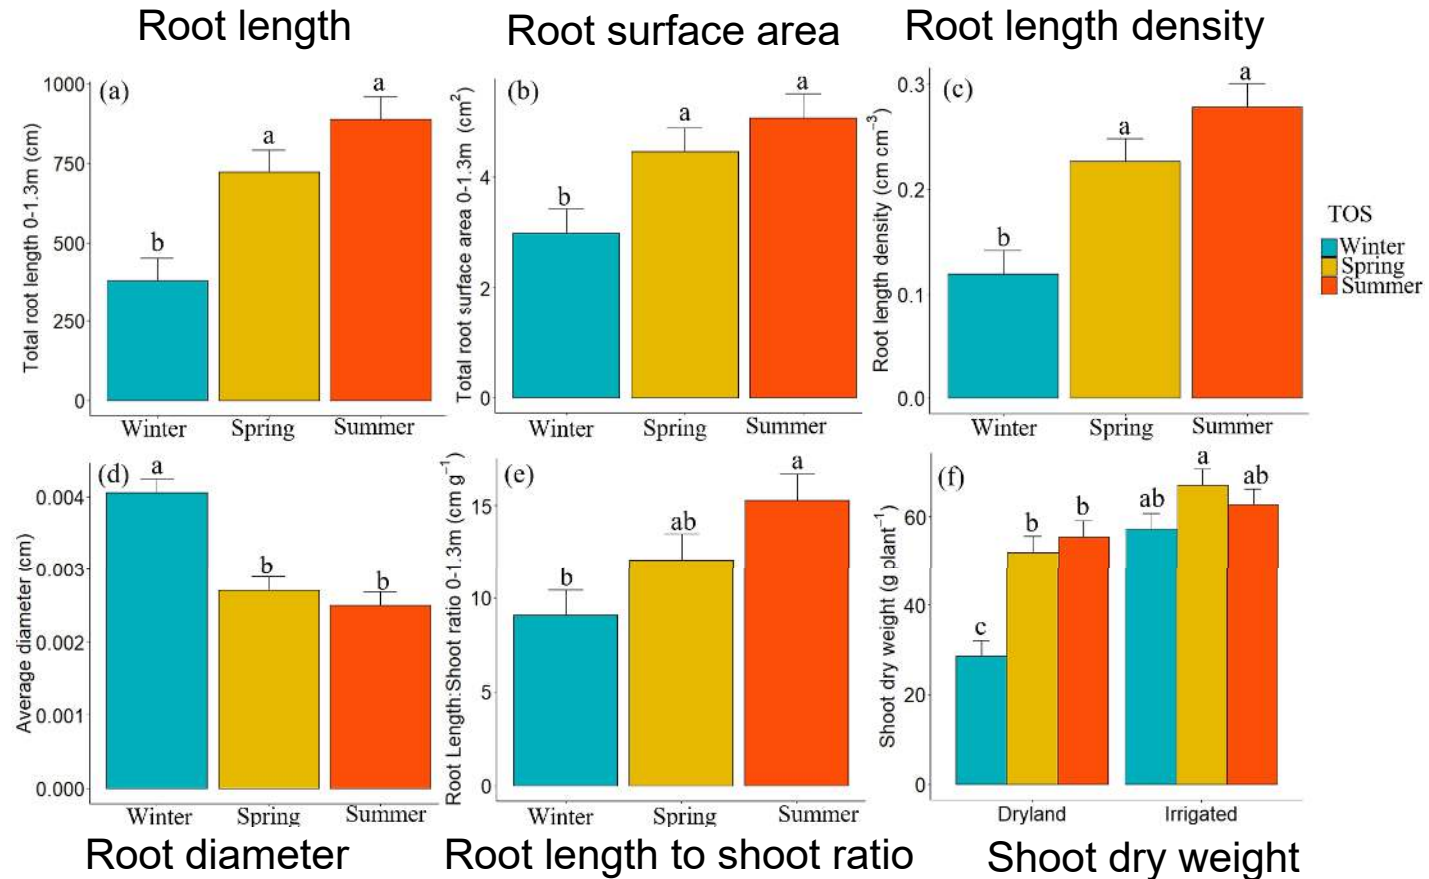 Root length
Root surface area
Root length density
(a)
Total root length 0-1.3m (cm)
1000
750
500
250
0
b
a
a
Winter
Spring
Summer
(b)
Total root surface area 0-1.3m (cm²)
4
2
0
b
a
a
Winter
Spring
Summer
(c)
Root length density (cm cm⁻³)
0.3
0.2
0.1
0.0
b
a
a
Winter
Spring
Summer
TOS
Winter
Spring
Summer
(d)
Average diameter (cm)
0.004
0.003
0.002
0.001
0.000
a
b
b
Winter
Spring
Summer
(e)
Root Length:Shoot ratio 0-1.3m (cm g⁻¹)
15
10
5
0
b
ab
a
Winter
Spring
Summer
(f)
Shoot dry weight (g plant⁻¹)
60
40
20
0
c
b
b
ab
a
ab
Dryland
Irrigated
Root diameter
Root length to shoot ratio
Shoot dry weight